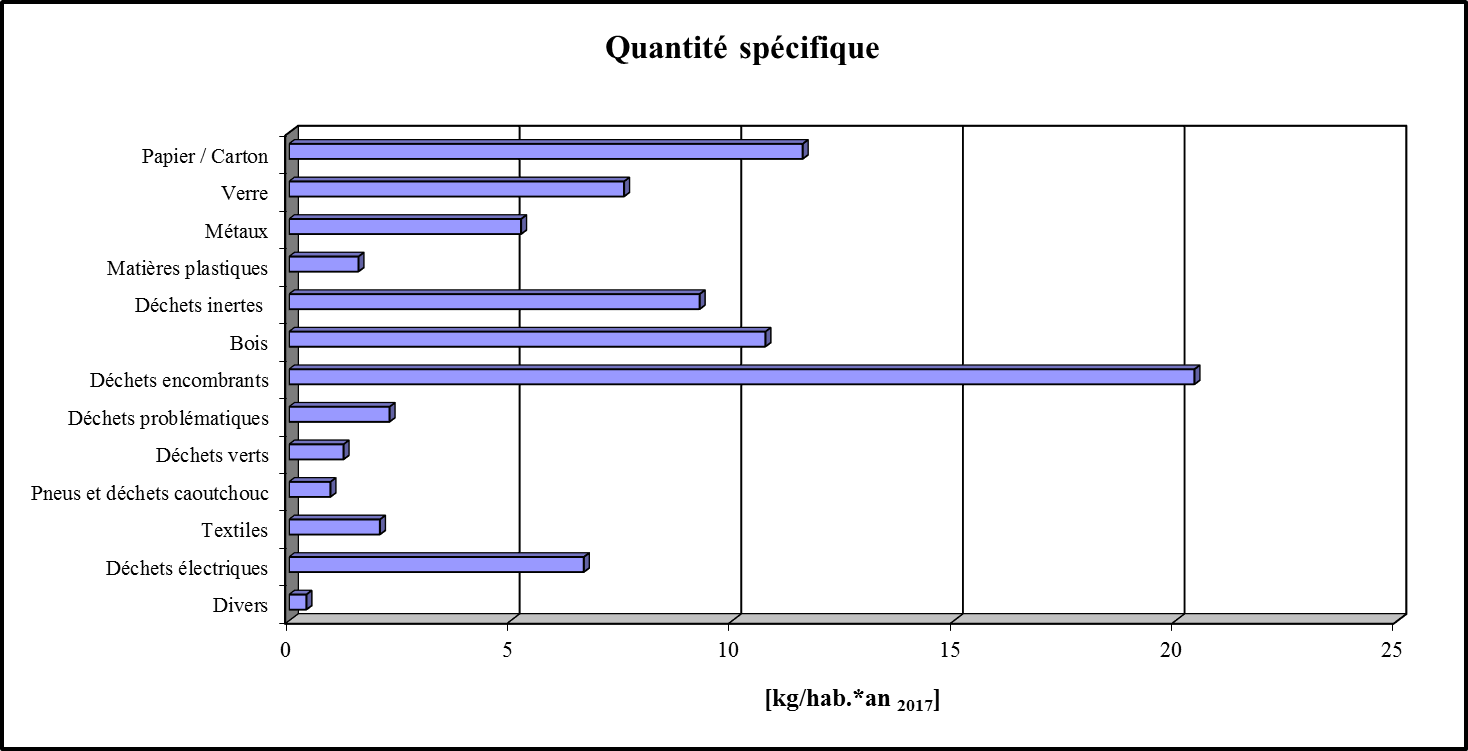 Quantité spécifique
Papier / Carton
Verre
Métaux
Matières plastiques
Déchets inertes
Bois
Déchets encombrants
Déchets problématiques
Déchets verts
Pneus et déchets caoutchouc
Textiles
Déchets électriques
Divers
0 5 10 15 20 25
[kg/hab.*an 2017]